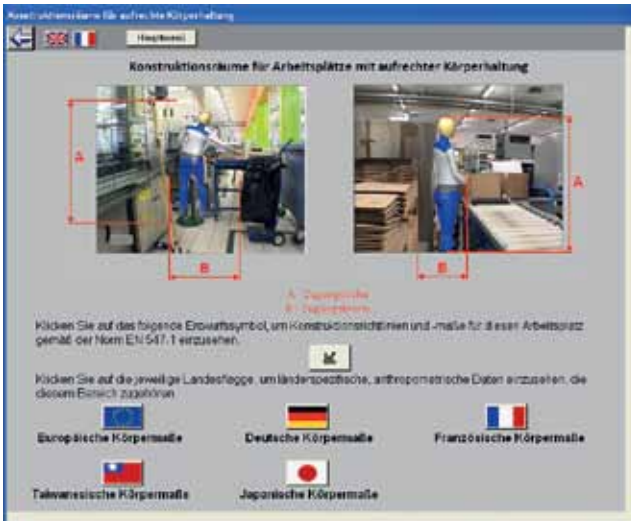 Konstruktionsräume für aufrechte Körperhaltung
Hauptmenü
Konstruktionsräume für Arbeitsplätze mit aufrechter Körperhaltung
A
A
B
B
A -
B -
Klicken Sie auf das folgende Entwurfssymbol, um Konstruktionsrichtlinien und -maße für diesen Arbeitsplatz
gemäß der Norm EN 547-1 einzusehen.
Klicken Sie auf die jeweilige Landesflagge, um länderspezifische, anthropometrische Daten einzusehen, die
diesem Bereich zugehören
Europäische Körpermaße
Deutsche Körpermaße
Französische Körpermaße
Taiwanesische Körpermaße
Japanische Körpermaße